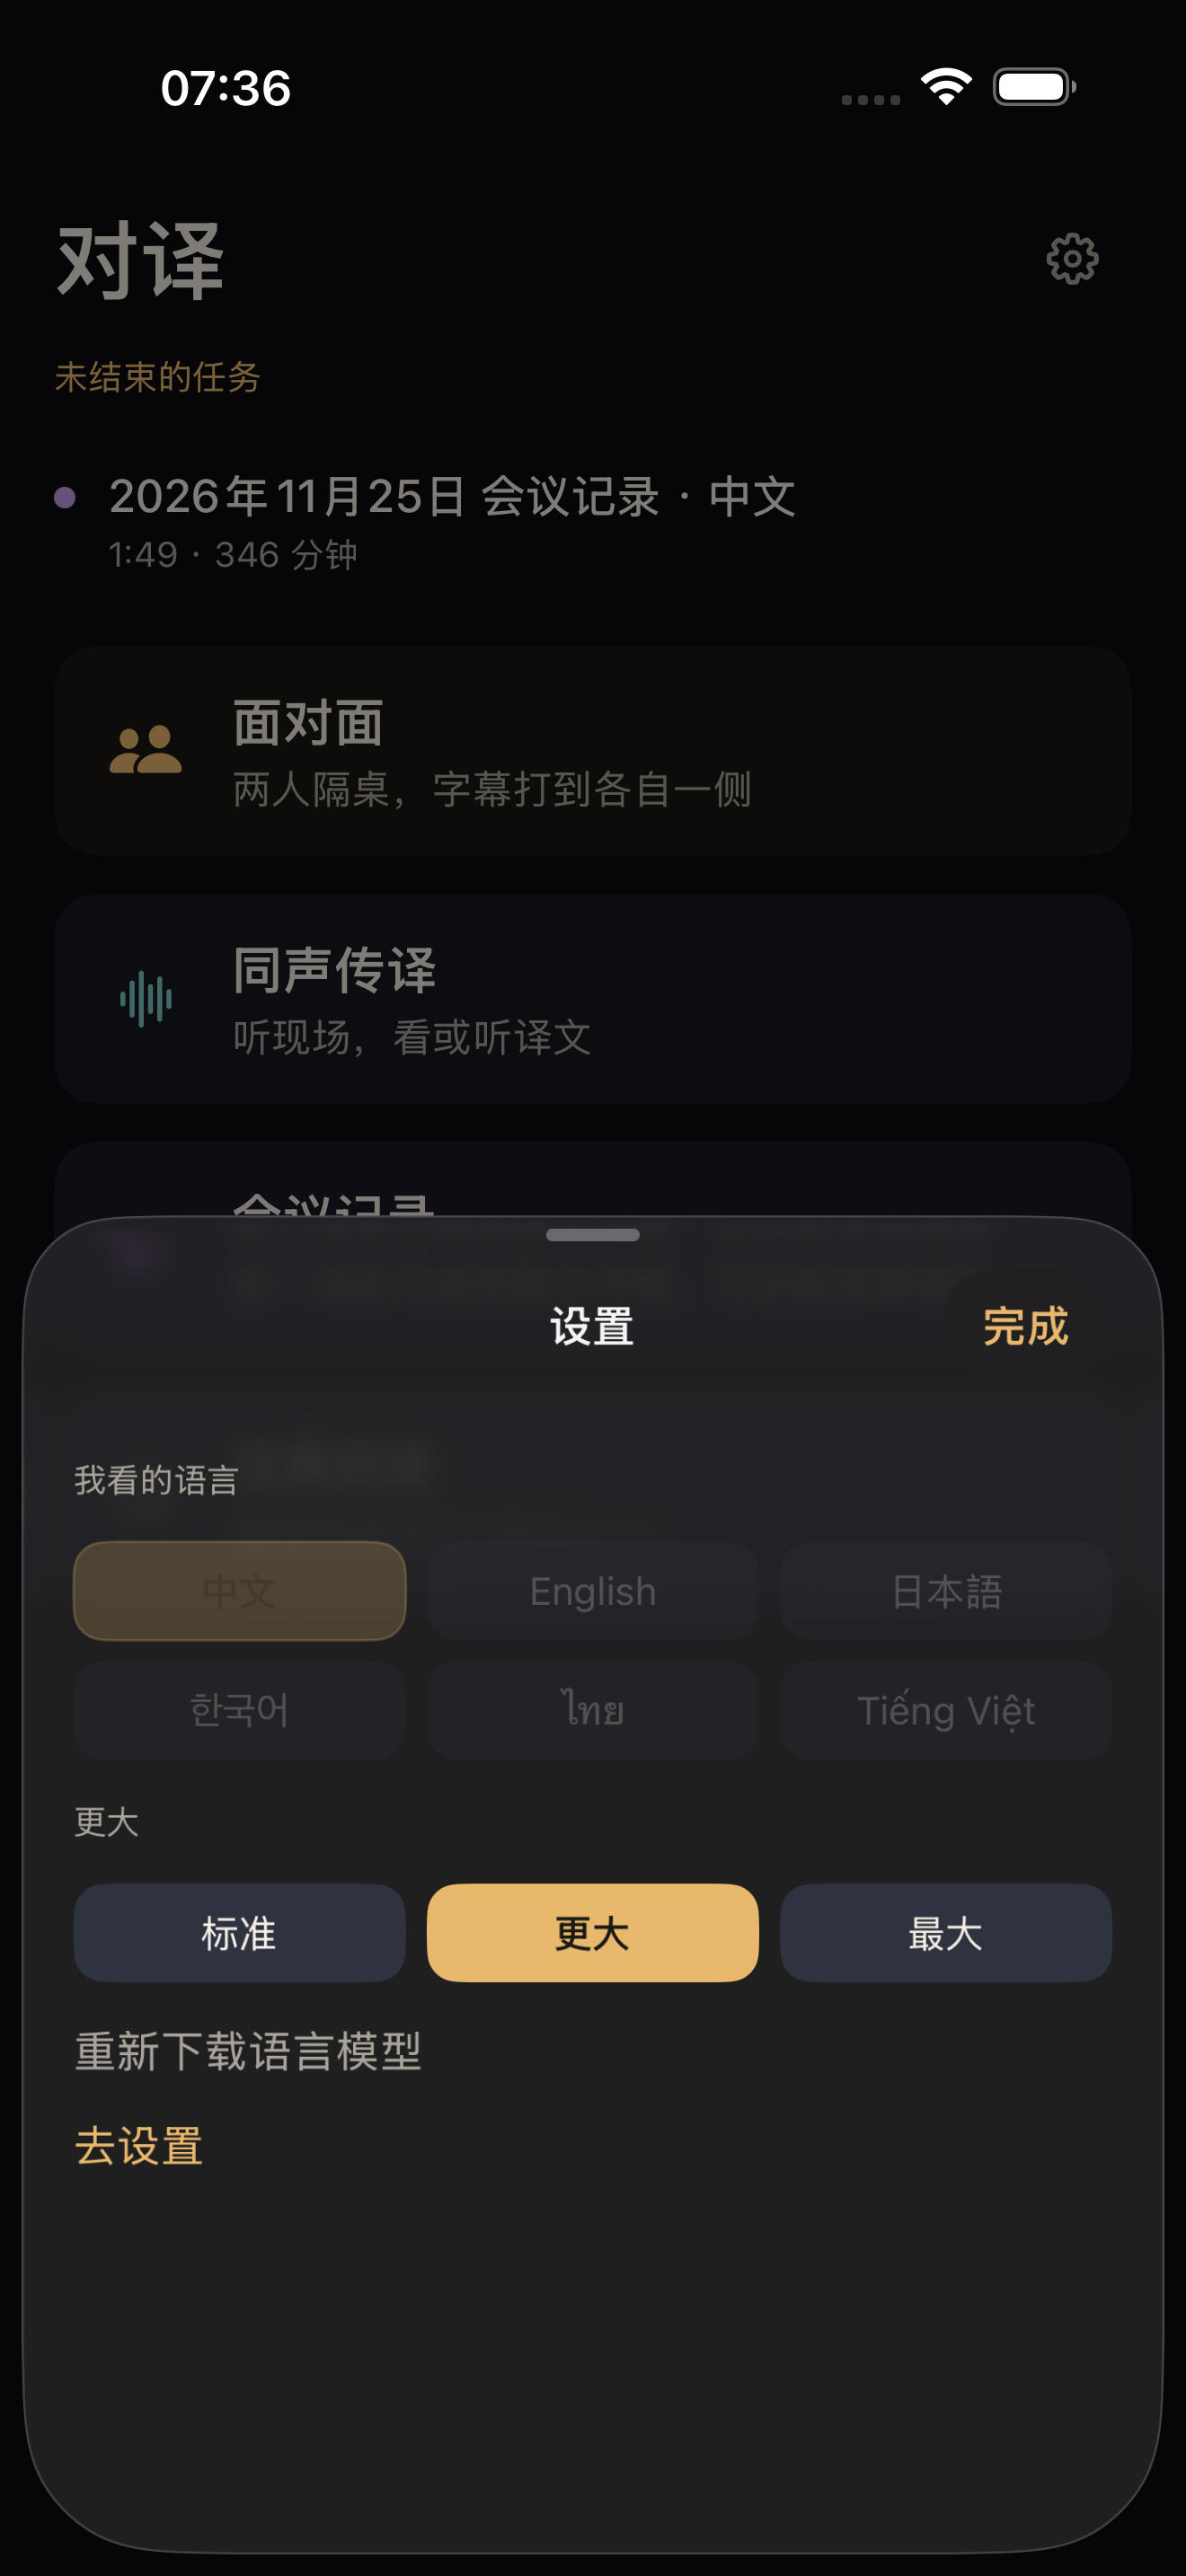 07:36
对译
未结束的任务
2026年11月25日 会议记录 · 中文
1:49 · 346 分钟
面对面
两人隔桌，字幕打到各自一侧
同声传译
听现场，看或听译文
会议记录
设置
完成
我看的语言
中文
English
日本語
한국어
ไทย
Tiếng Việt
更大
标准
更大
最大
重新下载语言模型
去设置